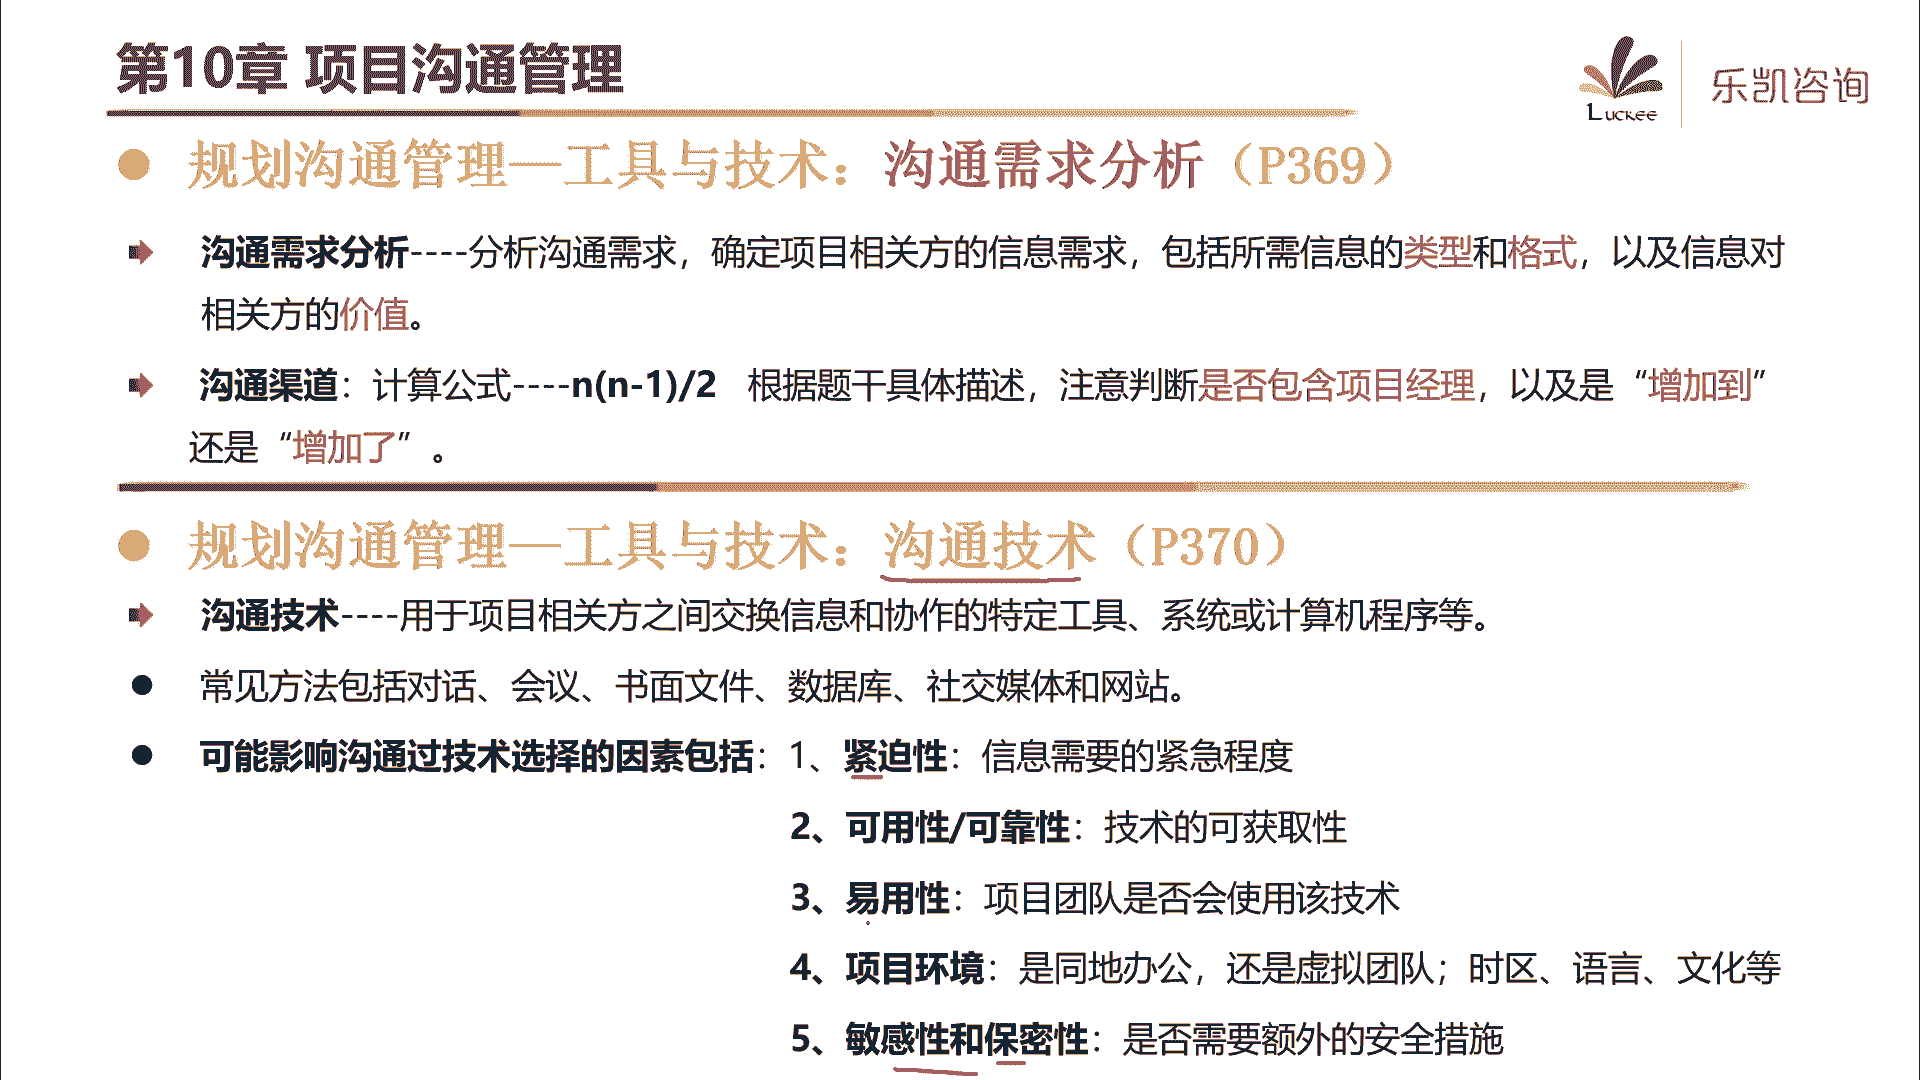 第10章 项目沟通管理
Luckee
乐凯咨询
规划沟通管理—工具与技术：沟通需求分析（P369）
沟通需求分析----分析沟通需求，确定项目相关方的信息需求，包括所需信息的类型和格式，以及信息对
相关方的价值。
沟通渠道：计算公式----n(n-1)/2 根据题干具体描述，注意判断是否包含项目经理，以及是“增加到”
还是“增加了”。
规划沟通管理—工具与技术：沟通技术（P370）
沟通技术----用于项目相关方之间交换信息和协作的特定工具、系统或计算机程序等。
常见方法包括对话、会议、书面文件、数据库、社交媒体和网站。
可能影响沟通过技术选择的因素包括：1、紧迫性：信息需要的紧急程度
2、可用性/可靠性：技术的可获取性
3、易用性：项目团队是否会使用该技术
4、项目环境：是同地办公，还是虚拟团队；时区、语言、文化等
5、敏感性和保密性：是否需要额外的安全措施